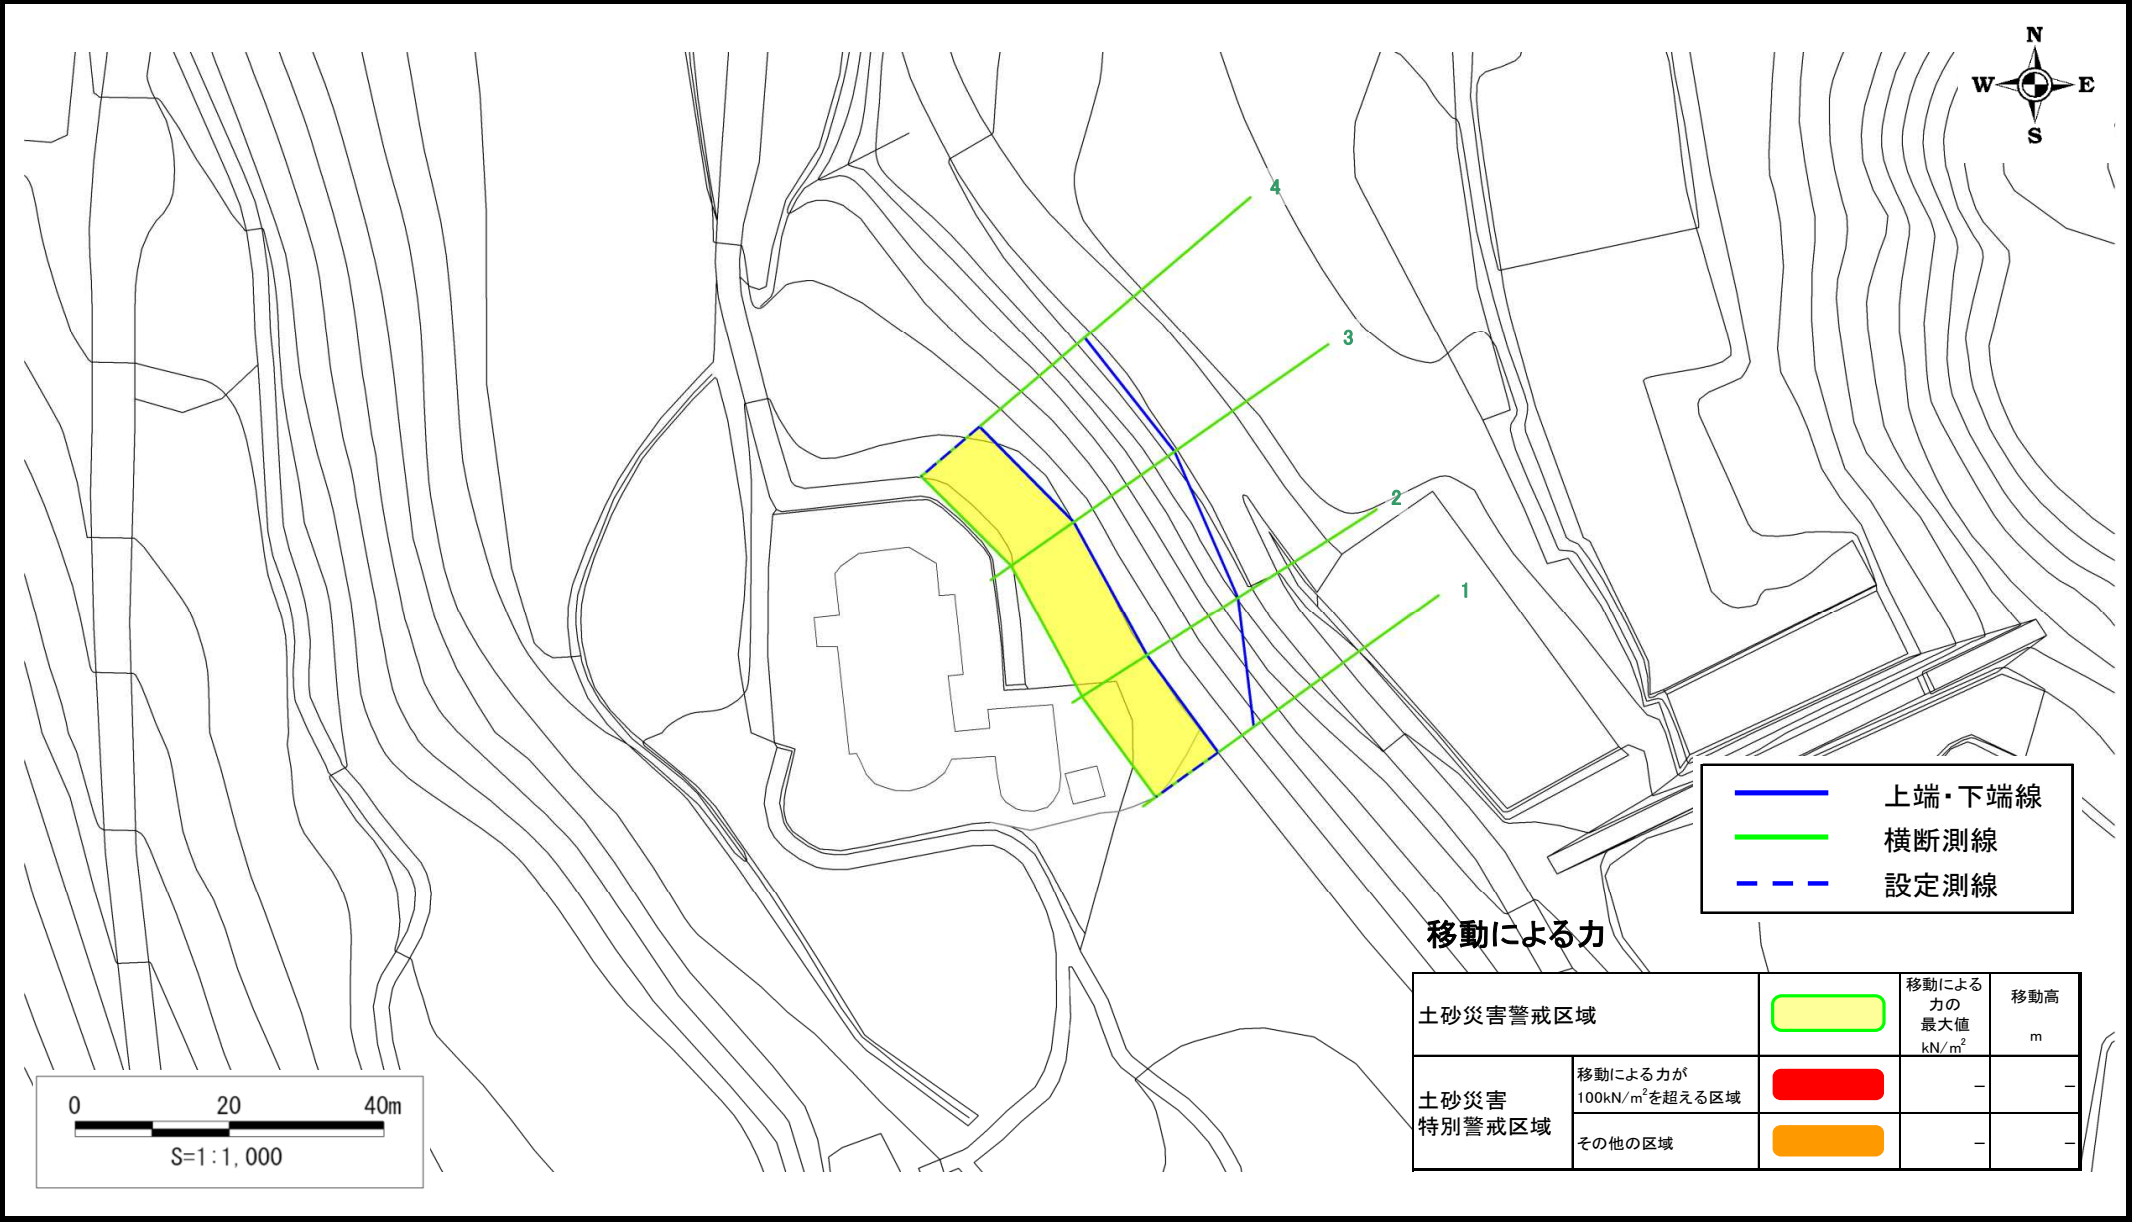 N
W E
S
4
3
2
1
上端・下端線
横断測線
設定測線
移動による力
土砂災害警戒区域
移動による
力の
最大値
kN/㎡
移動高
m
土砂災害
特別警戒区域
移動による力が
100kN/㎡を超える区域
－ －
その他の区域
－ －
0 20 40m
S=1:1,000